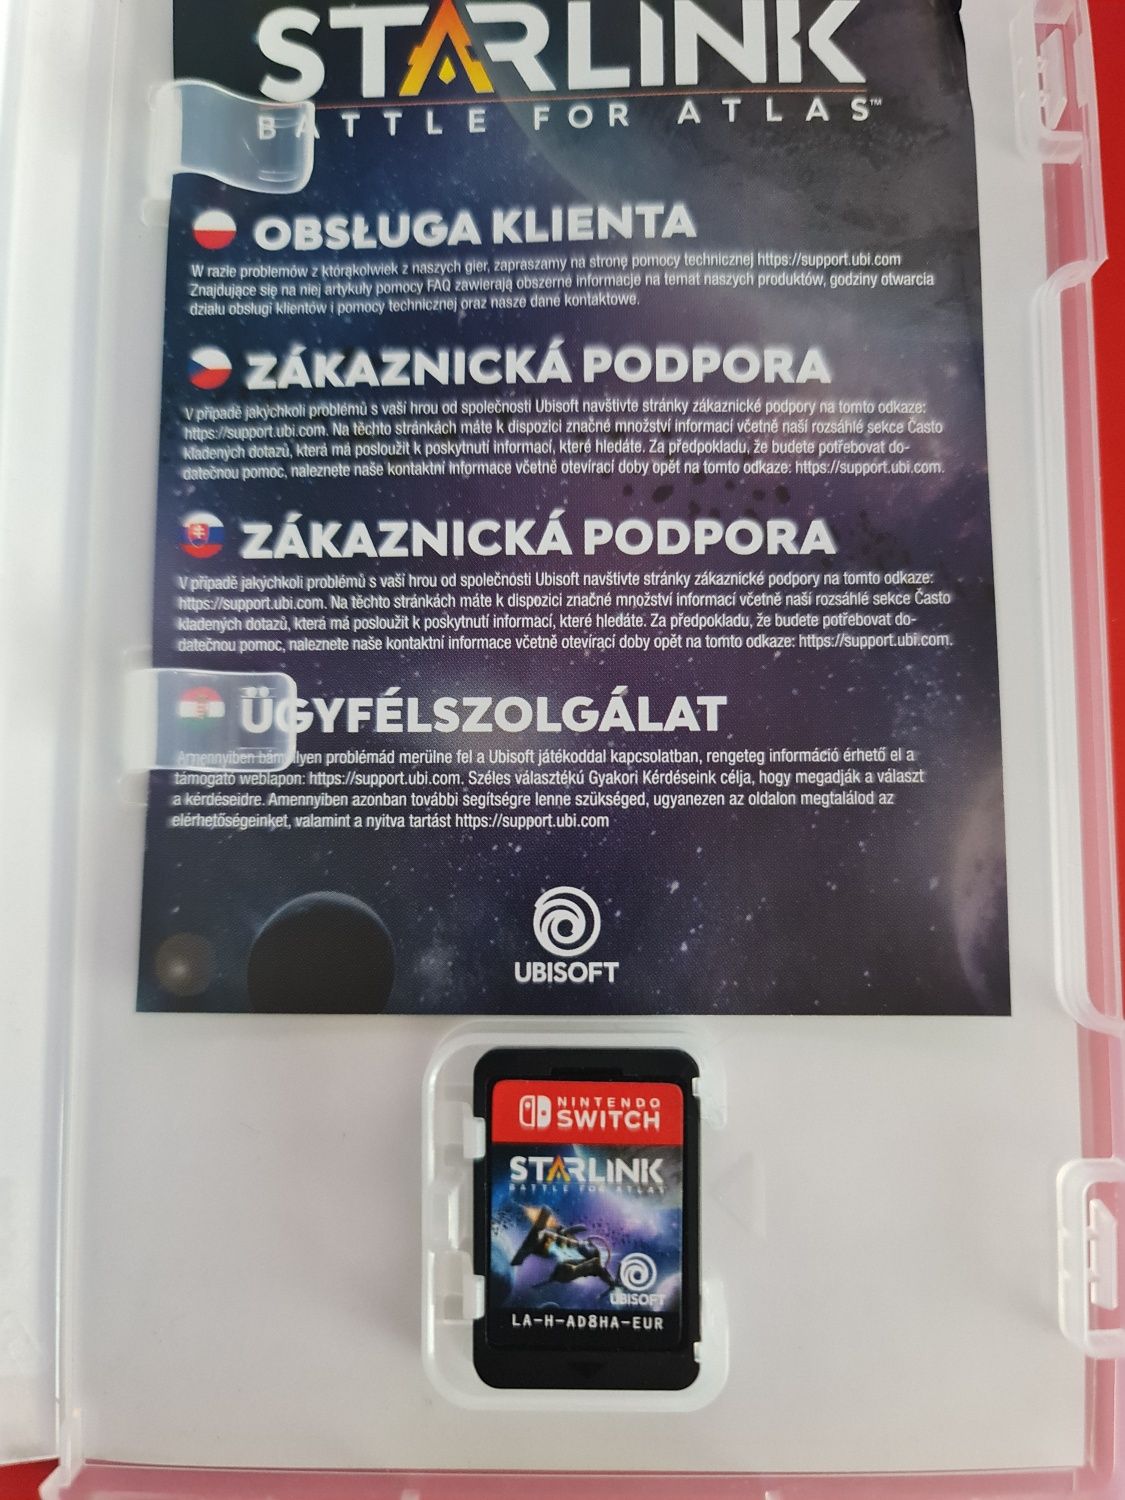 STARLINK
BATTLE FOR ATLAS™
OBSŁUGA KLIENTA
W razie problemów z którąkolwiek z naszych gier, zapraszamy na stronę pomocy technicznej https://support.ubi.com
Znajdujące się na niej artykuły pomocy FAQ zawierają obszerne informacje na temat naszych produktów, godziny otwarcia
działu obsługi klientów i pomocy technicznej oraz nasze dane kontaktowe.
ZÁKAZNICKÁ PODPORA
V případě jakýchkoli problémů s vaší hrou od společnosti Ubisoft navštivte stránky zákaznické podpory na tomto odkaze:
https://support.ubi.com. Na těchto stránkách máte k dispozici značné množství informací včetně naší rozsáhlé sekce Často
kladených dotazů, která má posloužit k poskytnutí informací, které hledáte. Za předpokladu, že budete potřebovat do-
datečnou pomoc, naleznete naše kontaktní informace včetně otevírací doby opět na tomto odkaze: https://support.ubi.com.
ZÁKAZNICKÁ PODPORA
V případě jakýchkoli problémů s vaší hrou od společnosti Ubisoft navštivte stránky zákaznické podpory na tomto odkaze:
https://support.ubi.com. Na těchto stránkách máte k dispozici značné množství informací včetně naší rozsáhlé sekce Často
kladených dotazů, která má posloužit k poskytnutí informací, které hledáte. Za předpokladu, že budete potřebovat do-
datečnou pomoc, naleznete naše kontaktní informace včetně otevírací doby opět na tomto odkaze: https://support.ubi.com.
ÜGYFÉLSZOLGÁLAT
Amennyiben bármilyen problémád merülne fel a Ubisoft játékoddal kapcsolatban, rengeteg információ érhető el a
támogató weblapon: https://support.ubi.com. Széles választékú Gyakori Kérdéseink célja, hogy megadják a választ
a kérdéseidre. Amennyiben azonban további segítségre lenne szükséged, ugyanezen az oldalon megtalálod az
elérhetőségeinket, valamint a nyitva tartást https://support.ubi.com
UBISOFT
NINTENDO
SWITCH
STARLINK
BATTLE FOR ATLAS
UBISOFT
LA-H-AD8HA-EUR